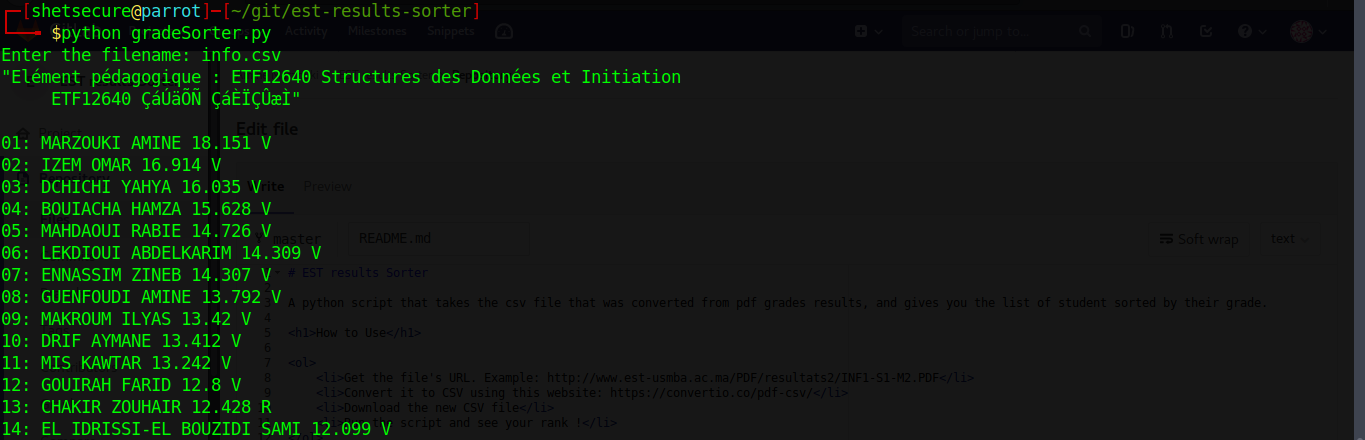 [shetsecure@parrot]-[~/git/est-results-sorter]
$python gradeSorter.py
Enter the filename: info.csv
"Elément pédagogique : ETF12640 Structures des Données et Initiation
ETF12640 ÇáÚäÕÑ ÇáÈÏÇÛæÌ"
01: MARZOUKI AMINE 18.151 V
02: IZEM OMAR 16.914 V
03: DCHICHI YAHYA 16.035 V
04: BOUIACHA HAMZA 15.628 V
05: MAHDAOUI RABIE 14.726 V
06: LEKDIOUI ABDELKARIM 14.309 V
07: ENNASSIM ZINEB 14.307 V
08: GUENFOUDI AMINE 13.792 V
09: MAKROUM ILYAS 13.42 V
10: DRIF AYMANE 13.412 V
11: MIS KAWTAR 13.242 V
12: GOUIRAH FARID 12.8 V
13: CHAKIR ZOUHAIR 12.428 R
14: EL IDRISSI-EL BOUZIDI SAMI 12.099 V
Activity Milestones Snippets
Search or jump to...
Edit file
Write Preview
master README.md Soft wrap text
# EST results Sorter
A python script that takes the csv file that was converted from pdf grades results, and gives you the list of student sorted by their grade.
4
5 <h1>How to Use</h1>
6
7 <ol>
8 <li>Get the file's URL. Example: http://www.est-usmba.ac.ma/PDF/resultats2/INF1-S1-M2.PDF</li>
9 <li>Convert it to CSV using this website: https://convertio.co/pdf-csv/</li>
<li>Download the new CSV file</li>
script and see your rank !</li>